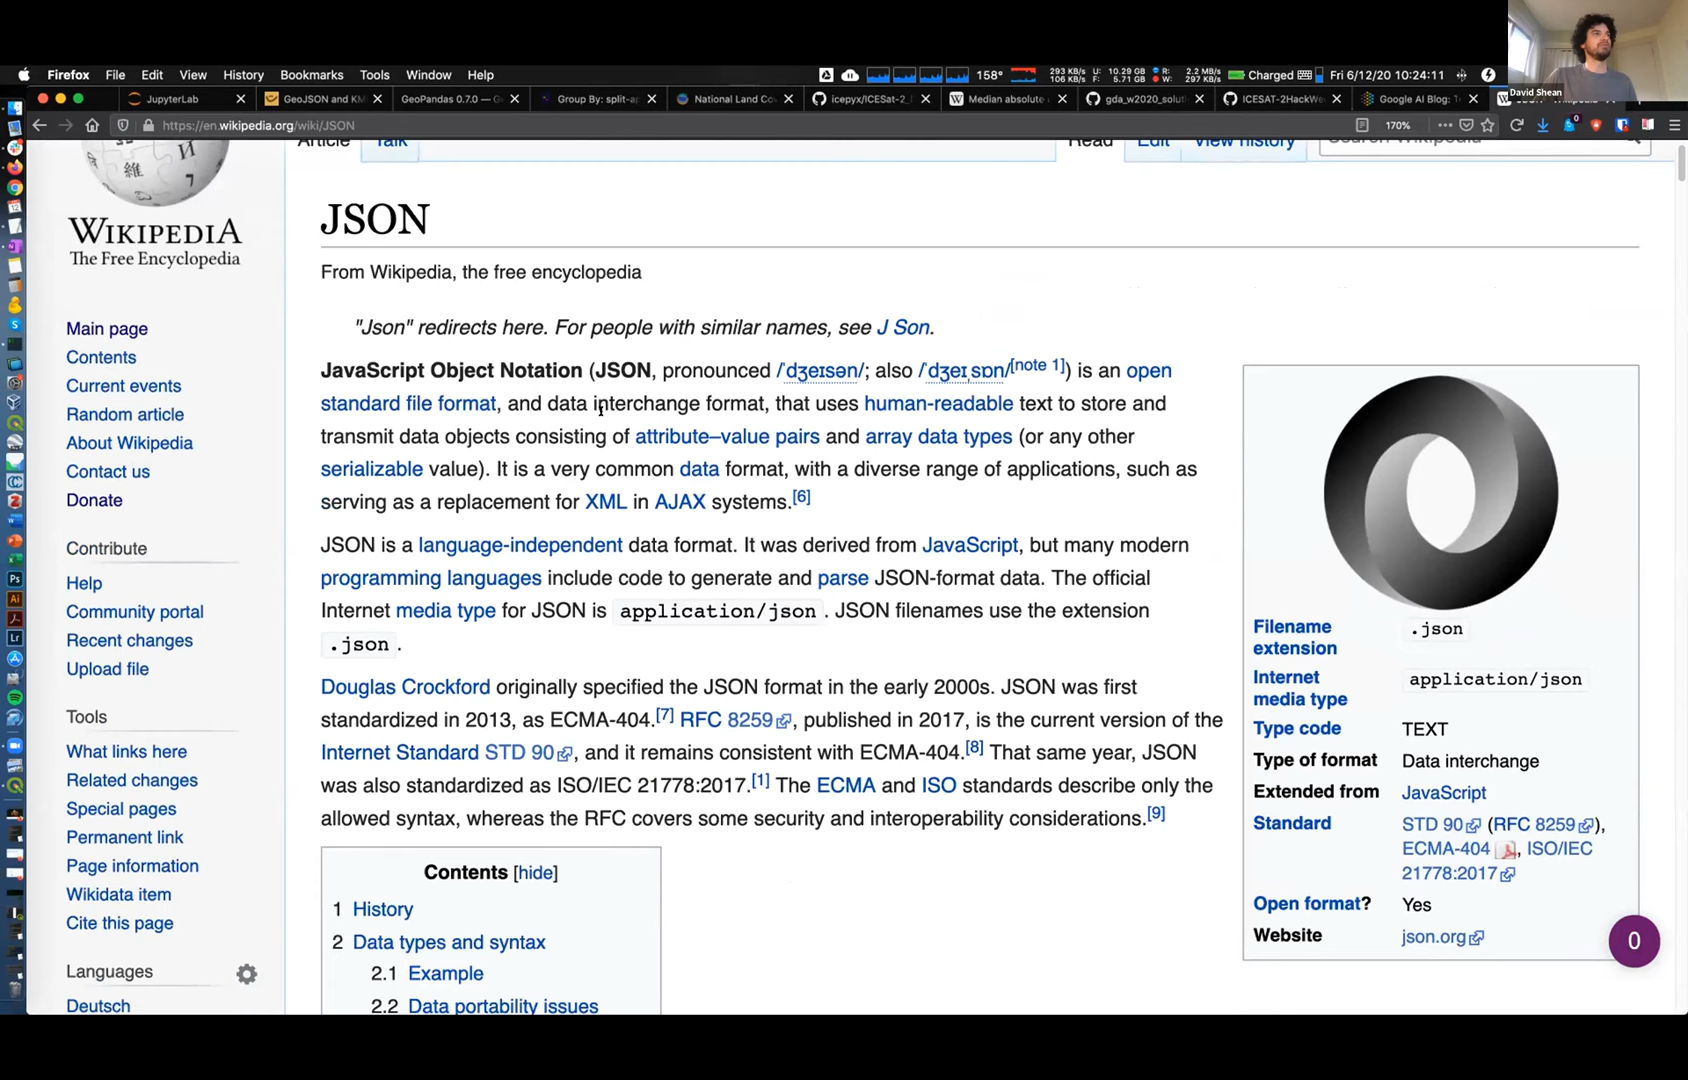 Firefox File Edit View History Bookmarks Tools Window Help 158° 293 KB/s 106 KB/s U: 10.29 GB F: 5.71 GB R: 2.2 MB/s W: 297 KB/s Charged Fri 6/12/20 10:24:11
David Shean
JupyterLab GeoJSON and KM GeoPandas 0.7.0 — G Group By: split-ap National Land Co icepyx/ICESat-2_ Median absolute gda_w2020_solut ICESAT-2HackWe Google AI Blog: T
https://en.wikipedia.org/wiki/JSON 170% 0
Article Talk Read Edit View history Search Wikipedia
WIKIPEDIA
The Free Encyclopedia
Main page
Contents
Current events
Random article
About Wikipedia
Contact us
Donate
Contribute
Help
Community portal
Recent changes
Upload file
Tools
What links here
Related changes
Special pages
Permanent link
Page information
Wikidata item
Cite this page
Languages
Deutsch
JSON
From Wikipedia, the free encyclopedia
"Json" redirects here. For people with similar names, see J Son.
JavaScript Object Notation (JSON, pronounced /ˈdʒeɪsən/; also /ˈdʒeɪˌsɒn/[note 1]) is an open
standard file format, and data interchange format, that uses human-readable text to store and
transmit data objects consisting of attribute–value pairs and array data types (or any other
serializable value). It is a very common data format, with a diverse range of applications, such as
serving as a replacement for XML in AJAX systems.[6]
JSON is a language-independent data format. It was derived from JavaScript, but many modern
programming languages include code to generate and parse JSON-format data. The official
Internet media type for JSON is application/json. JSON filenames use the extension
.json.
Douglas Crockford originally specified the JSON format in the early 2000s. JSON was first
standardized in 2013, as ECMA-404.[7] RFC 8259, published in 2017, is the current version of the
Internet Standard STD 90, and it remains consistent with ECMA-404.[8] That same year, JSON
was also standardized as ISO/IEC 21778:2017.[1] The ECMA and ISO standards describe only the
allowed syntax, whereas the RFC covers some security and interoperability considerations.[9]
Contents [hide]
1 History
2 Data types and syntax
2.1 Example
2.2 Data portability issues
Filename extension .json
Internet media type application/json
Type code TEXT
Type of format Data interchange
Extended from JavaScript
Standard STD 90 (RFC 8259),
ECMA-404, ISO/IEC
21778:2017
Open format? Yes
Website json.org
0